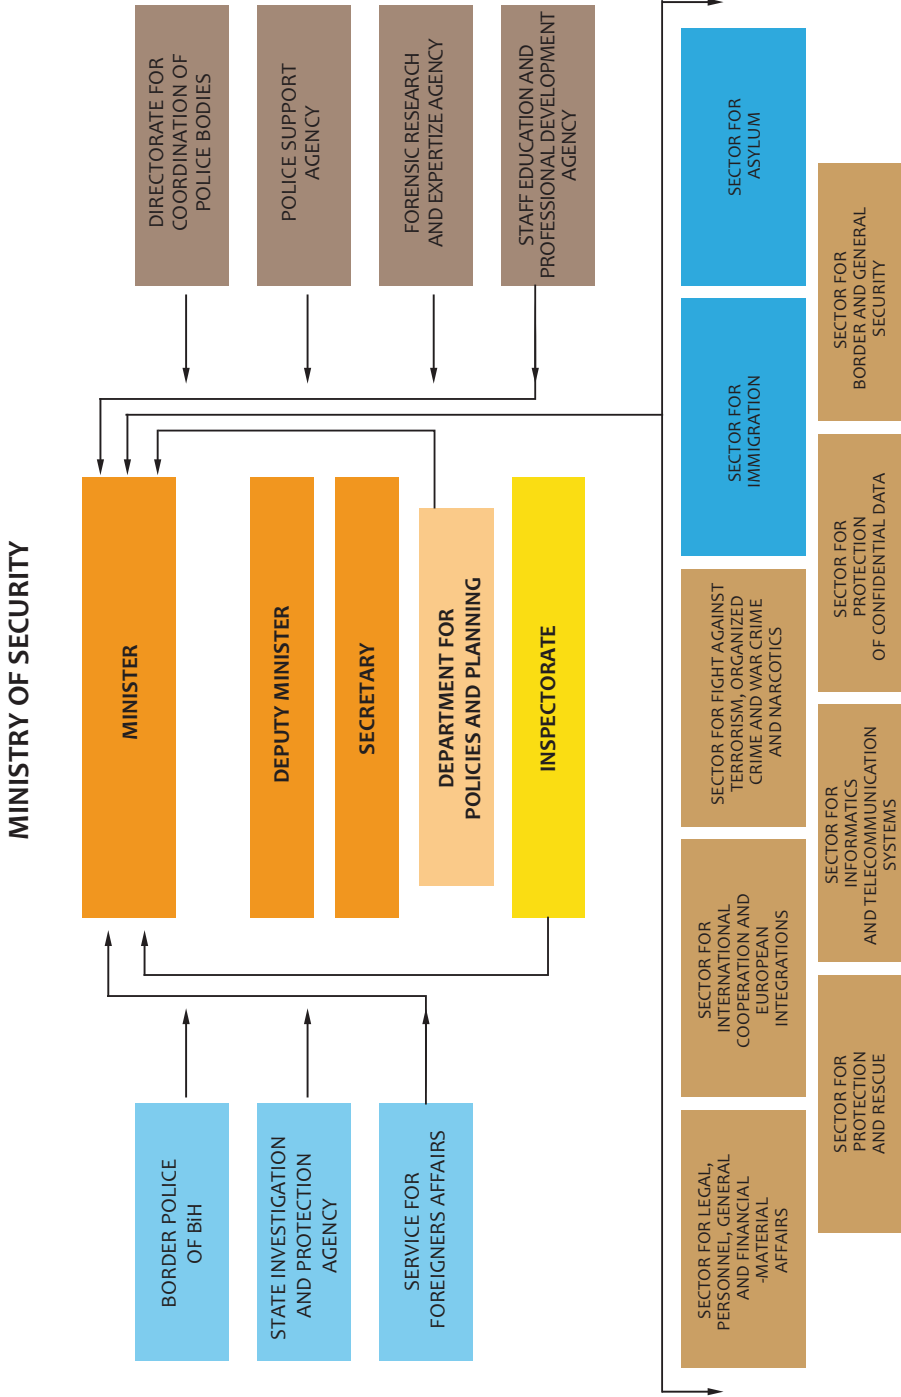 MINISTRY OF SECURITY
MINISTER
DEPUTY MINISTER
SECRETARY
DEPARTMENT FOR
POLICIES AND PLANNING
INSPECTORATE
BORDER POLICE
OF BiH
STATE INVESTIGATION
AND PROTECTION
AGENCY
SERVICE FOR
FOREIGNERS AFFAIRS
DIRECTORATE FOR
COORDINATION OF
POLICE BODIES
POLICE SUPPORT
AGENCY
FORENSIC RESEARCH
AND EXPERTIZE AGENCY
STAFF EDUCATION AND
PROFESSIONAL DEVELOPMENT
AGENCY
SECTOR FOR LEGAL,
PERSONNEL, GENERAL
AND FINANCIAL
-MATERIAL
AFFAIRS
SECTOR FOR
INTERNATIONAL
COOPERATION AND
EUROPEAN
INTEGRATIONS
SECTOR FOR FIGHT AGAINST
TERRORISM, ORGANIZED
CRIME AND WAR CRIME
AND NARCOTICS
SECTOR FOR
IMMIGRATION
SECTOR FOR
ASYLUM
SECTOR FOR
PROTECTION
AND RESCUE
SECTOR FOR
INFORMATICS
AND TELECOMMUNICATION
SYSTEMS
SECTOR FOR
PROTECTION
OF CONFIDENTIAL DATA
SECTOR FOR
BORDER AND GENERAL
SECURITY